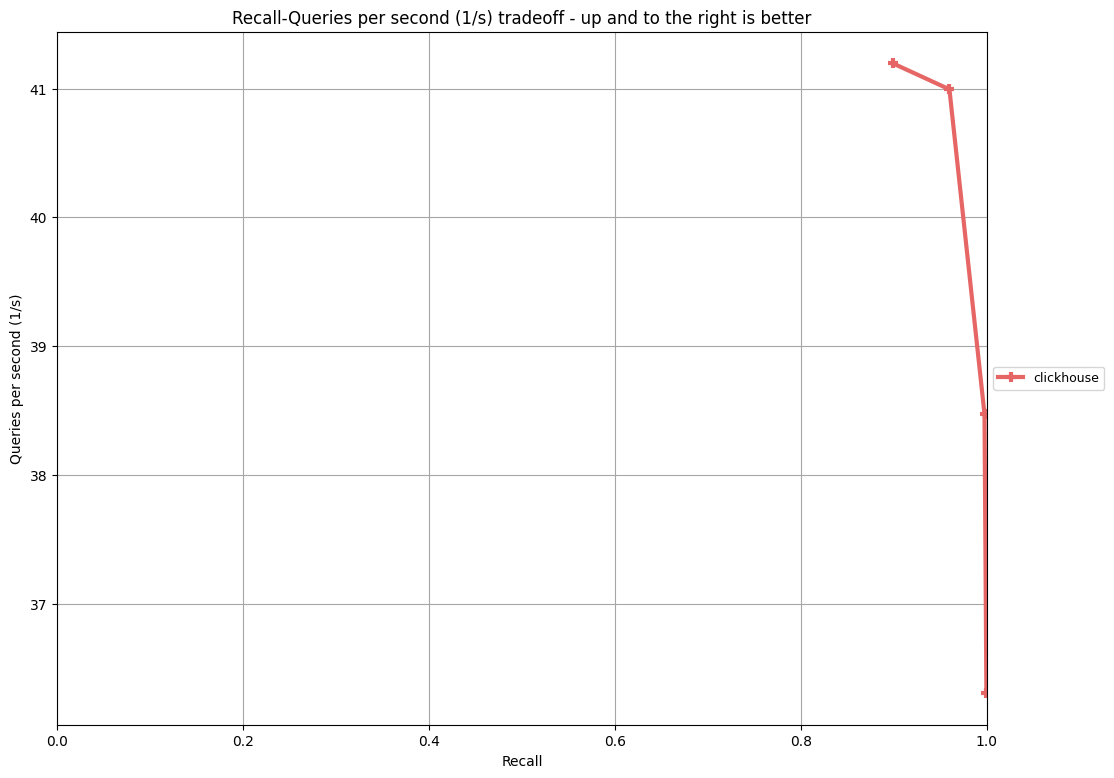 Recall-Queries per second (1/s) tradeoff - up and to the right is better
Queries per second (1/s)
41
40
39
38
37
0.0 0.2 0.4 0.6 0.8 1.0
Recall
clickhouse